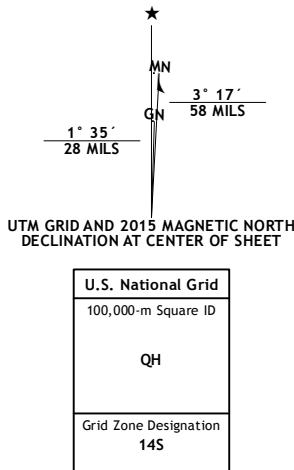 ★
MN
3° 17´
58 MILS
GN
1° 35´
28 MILS
UTM GRID AND 2015 MAGNETIC NORTH
DECLINATION AT CENTER OF SHEET
U.S. National Grid
100,000-m Square ID
QH
Grid Zone Designation
14S